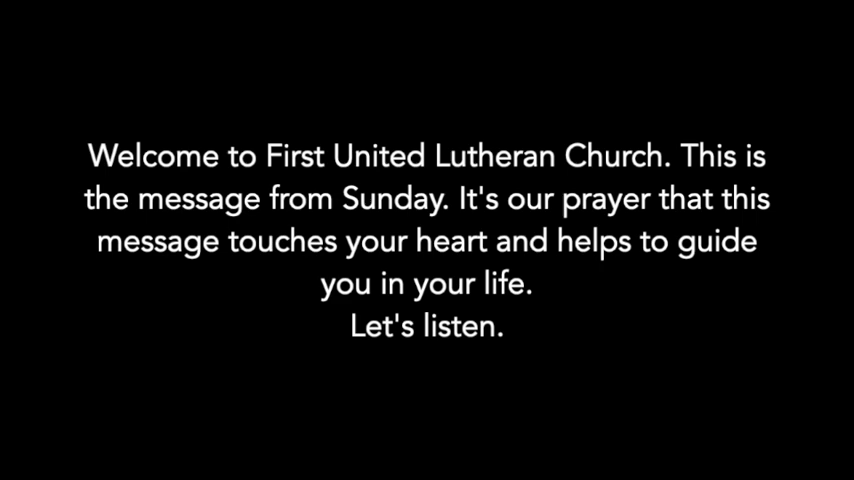 Welcome to First United Lutheran Church. This is
the message from Sunday. It's our prayer that this
message touches your heart and helps to guide
you in your life.
Let's listen.